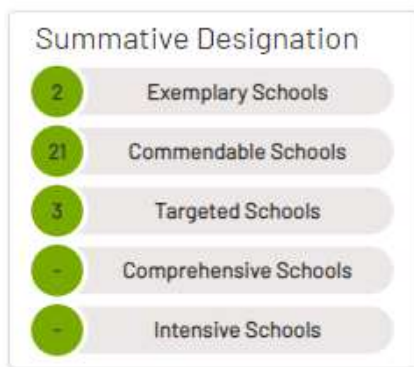 Summative Designation
2 Exemplary Schools
21 Commendable Schools
3 Targeted Schools
- Comprehensive Schools
- Intensive Schools